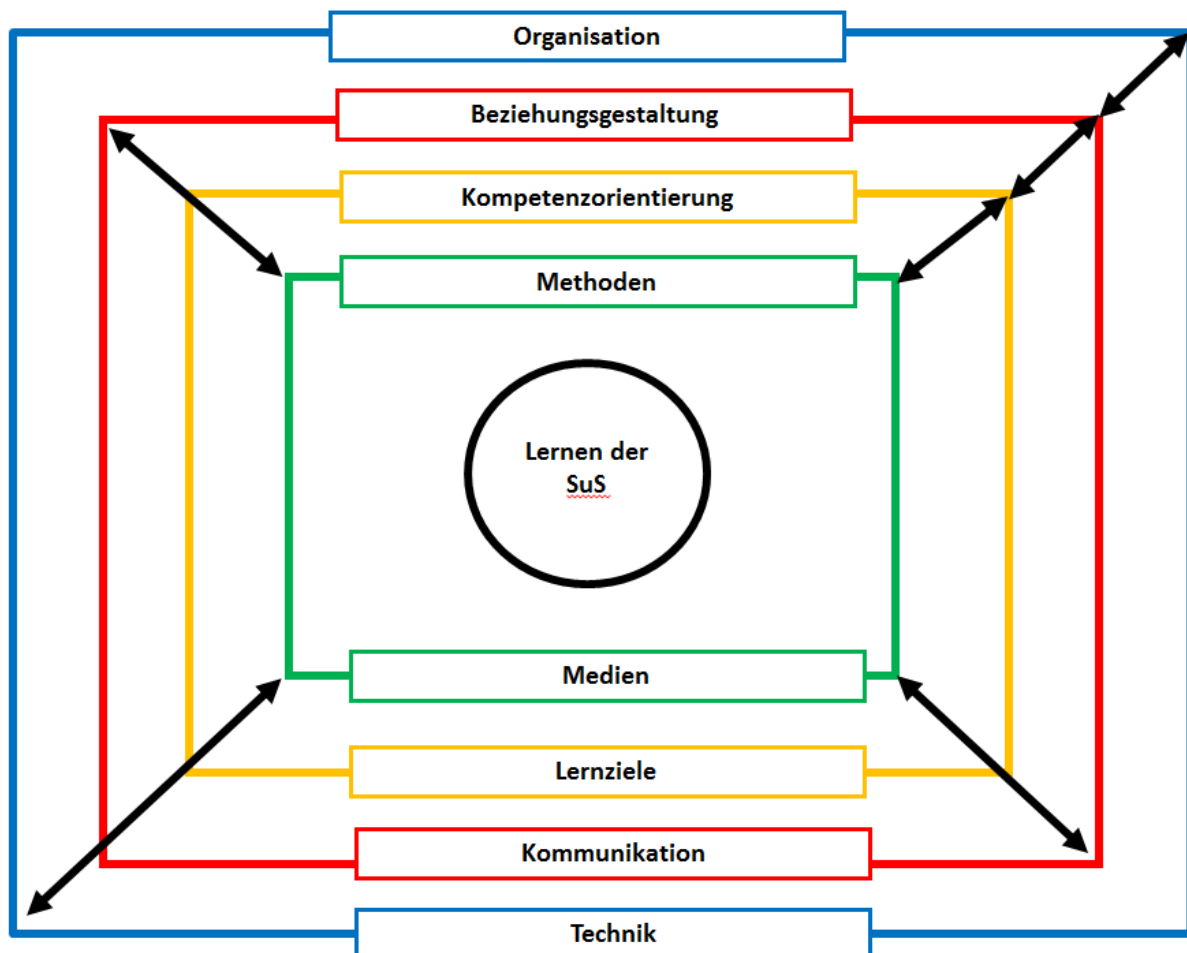 Organisation
Beziehungsgestaltung
Kompetenzorientierung
Methoden
Lernen der
SuS
Medien
Lernziele
Kommunikation
Technik